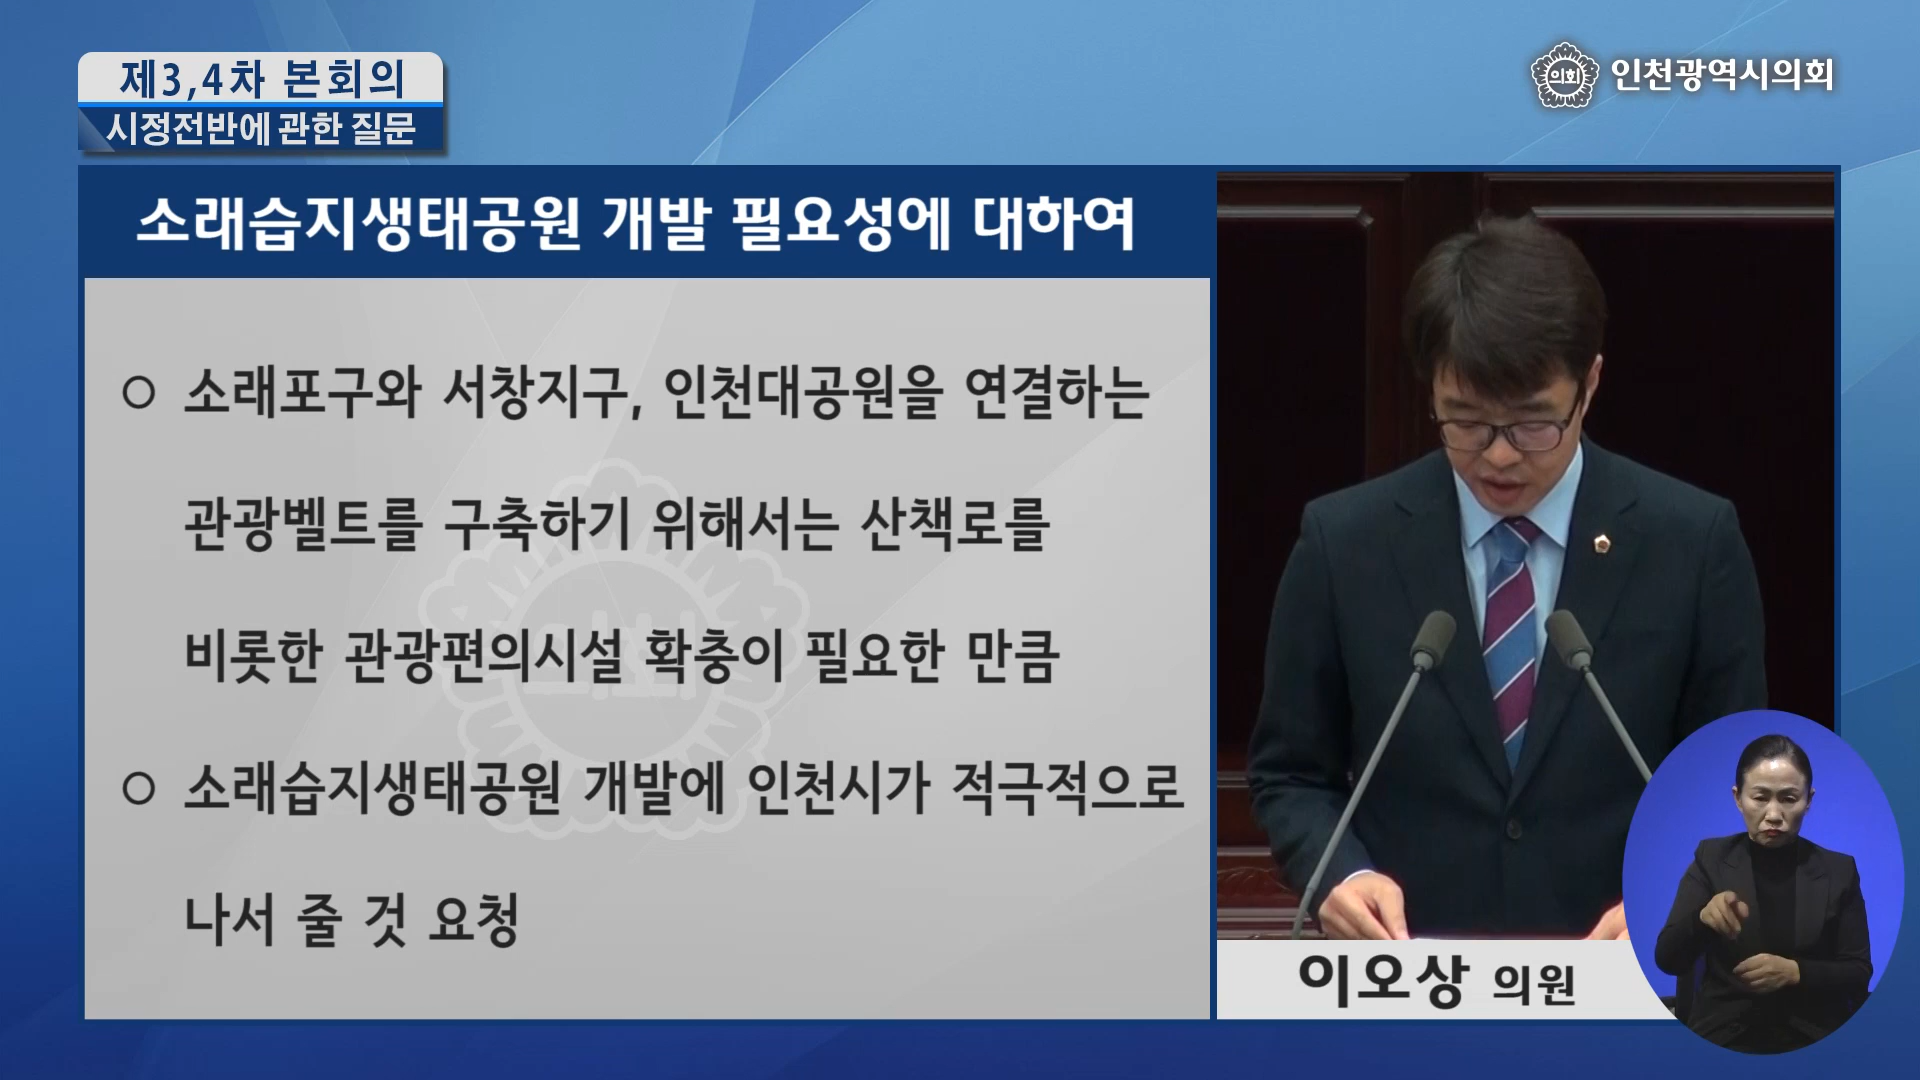 제3,4차 본회의
시정전반에 관한 질문
의회 인천광역시의회
소래습지생태공원 개발 필요성에 대하여
○ 소래포구와 서창지구, 인천대공원을 연결하는
관광벨트를 구축하기 위해서는 산책로를
비롯한 관광편의시설 확충이 필요한 만큼
○ 소래습지생태공원 개발에 인천시가 적극적으로
나서 줄 것 요청
의회
이오상 의원